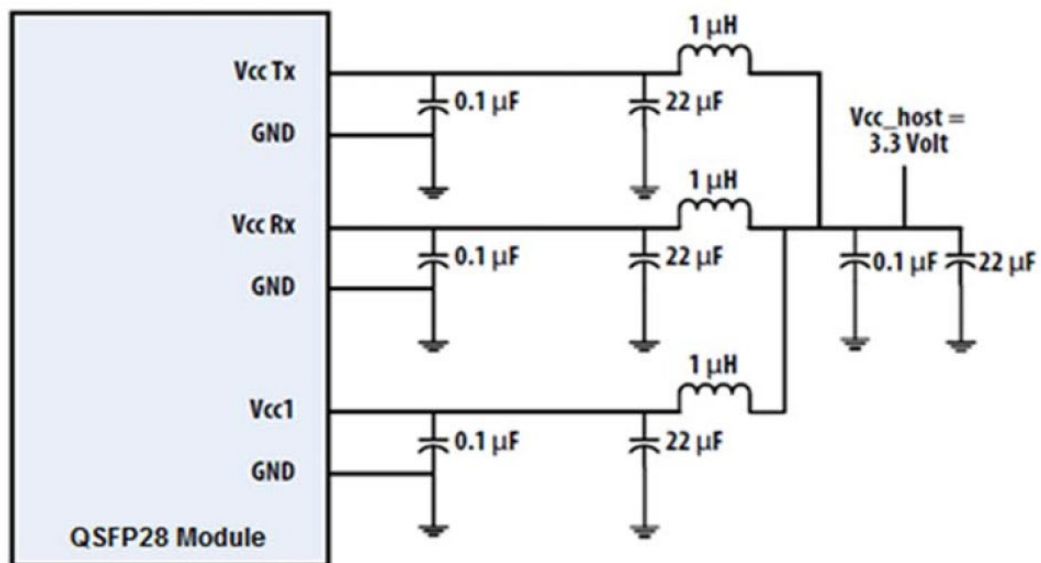 1 µH
Vcc Tx
0.1 µF
22 µF
GND
Vcc_host =
3.3 Volt
1 µH
Vcc Rx
0.1 µF
22 µF
0.1 µF
22 µF
GND
1 µH
Vcc1
0.1 µF
22 µF
GND
QSFP28 Module